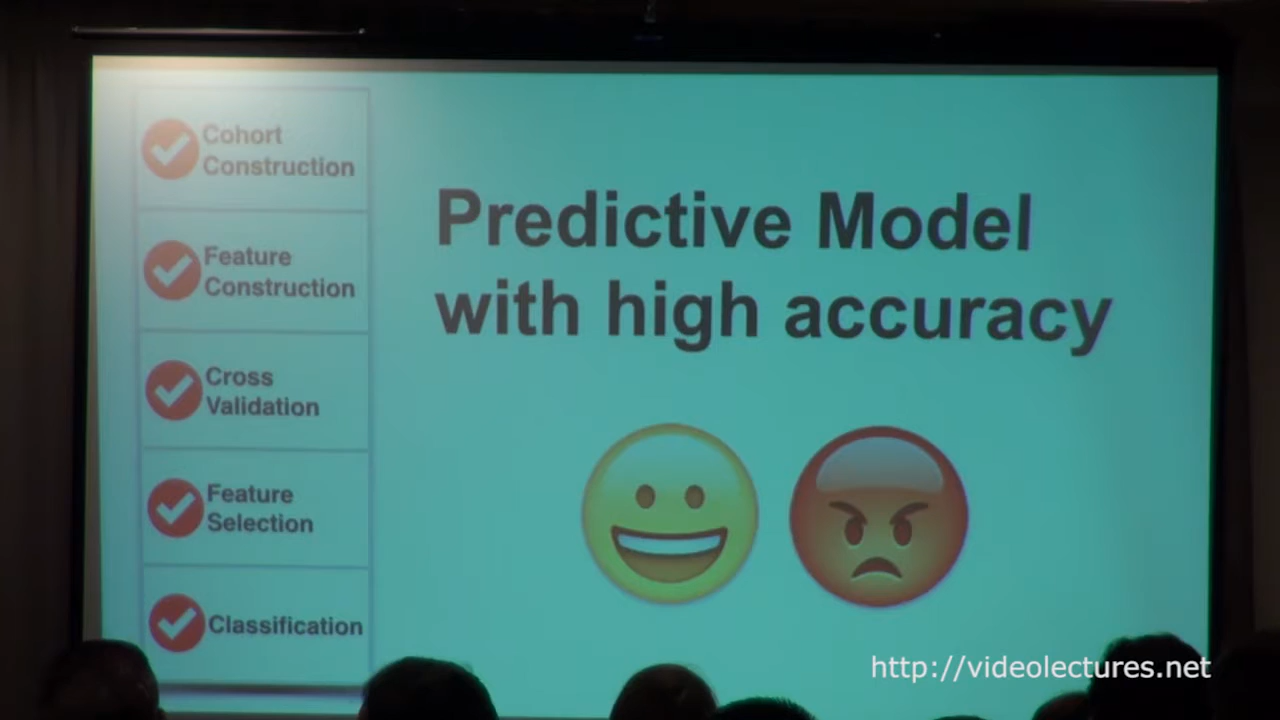 Cohort
Construction
Feature
Construction
Cross
Validation
Feature
Selection
Classification
Predictive Model
with high accuracy
http://videolectures.net